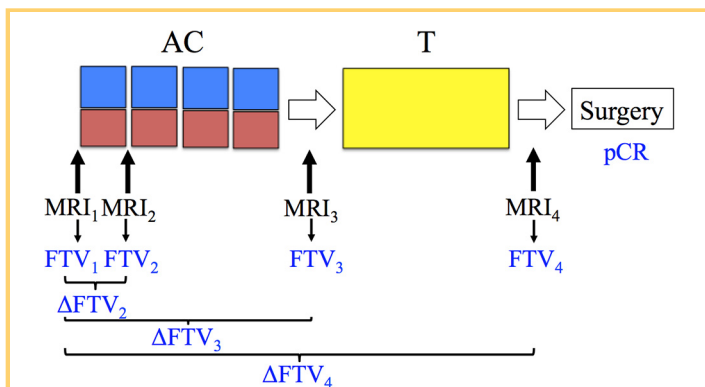 AC T
Surgery
pCR
MRI₁ MRI₂ MRI₃ MRI₄
FTV₁ FTV₂ FTV₃ FTV₄
ΔFTV₂
ΔFTV₃
ΔFTV₄